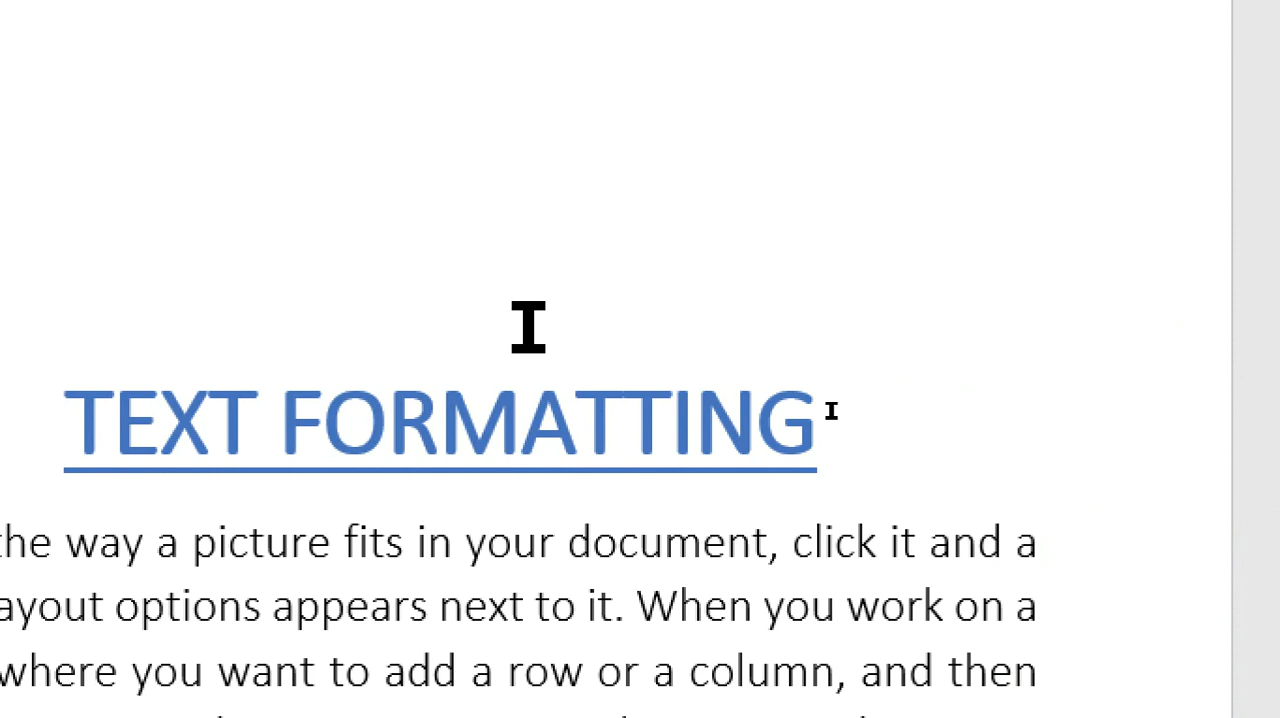 TEXT FORMATTING
the way a picture fits in your document, click it and a
ayout options appears next to it. When you work on a
where you want to add a row or a column, and then